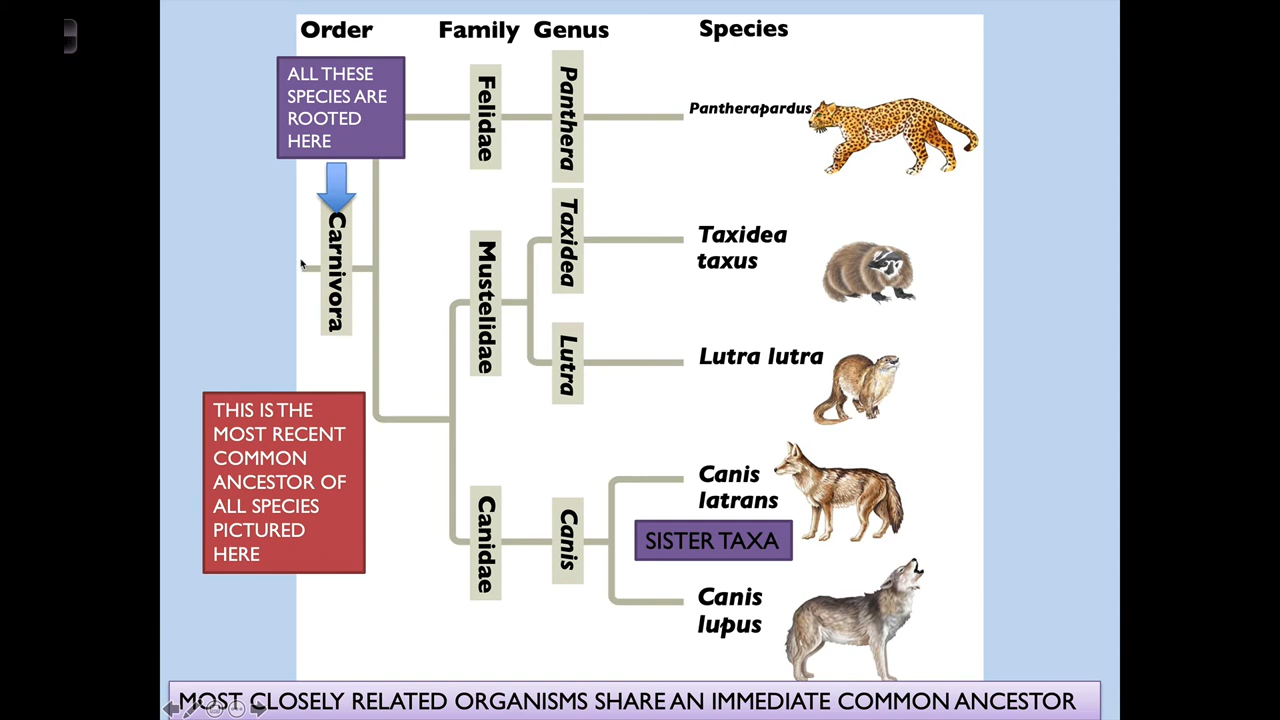 Order Family Genus Species
ALL THESE
SPECIES ARE
ROOTED
HERE
Felidae
Panthera
Pantherapardus
Carnivora
Mustelidae
Taxidea
Taxidea
taxus
Lutra
Lutra lutra
THIS IS THE
MOST RECENT
COMMON
ANCESTOR OF
ALL SPECIES
PICTURED
HERE
Canidae
Canis
Canis
latrans
SISTER TAXA
Canis
lupus
MOST CLOSELY RELATED ORGANISMS SHARE AN IMMEDIATE COMMON ANCESTOR